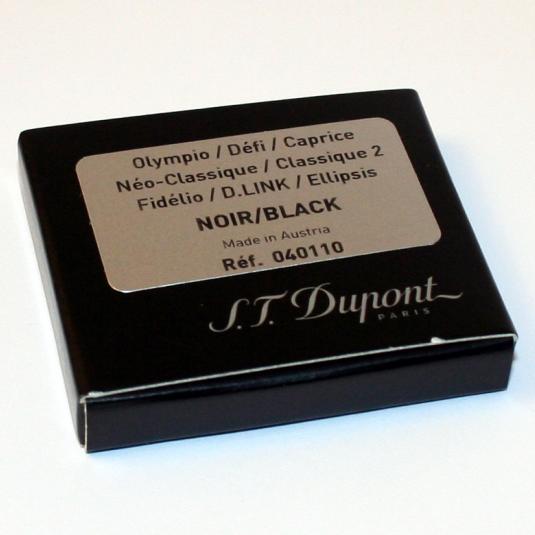 Olympio / Défi / Caprice
Néo-Classique / Classique 2
Fidélio / D.LINK / Ellipsis
NOIR/BLACK
Made in Austria
Réf. 040110
S.T. Dupont
PARIS